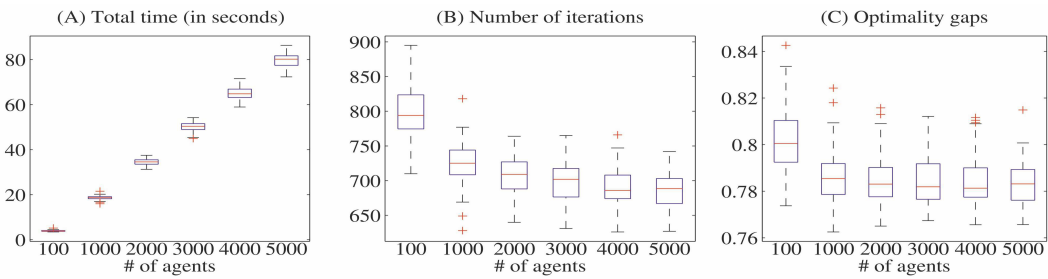 (A) Total time (in seconds)
80
60
40
20
0
100 1000 2000 3000 4000 5000
# of agents
(B) Number of iterations
900
850
800
750
700
650
100 1000 2000 3000 4000 5000
# of agents
(C) Optimality gaps
0.84
0.82
0.8
0.78
0.76
100 1000 2000 3000 4000 5000
# of agents